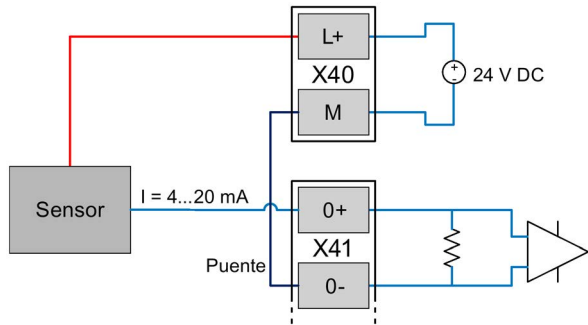 L+
X40
M
+
-
24 V DC
Sensor
I = 4...20 mA
0+
X41
Puente
0-